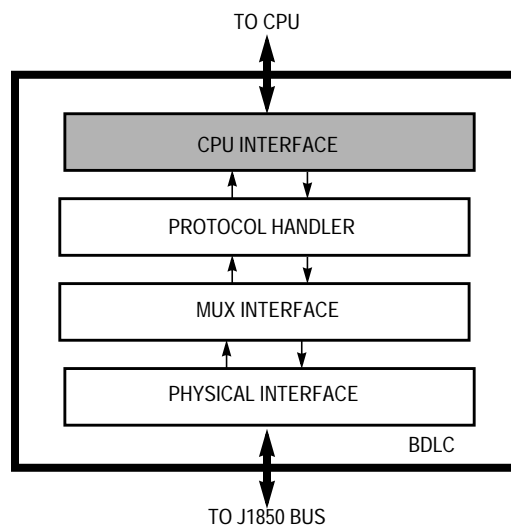 TO CPU
CPU INTERFACE
PROTOCOL HANDLER
MUX INTERFACE
PHYSICAL INTERFACE
BDLC
TO J1850 BUS